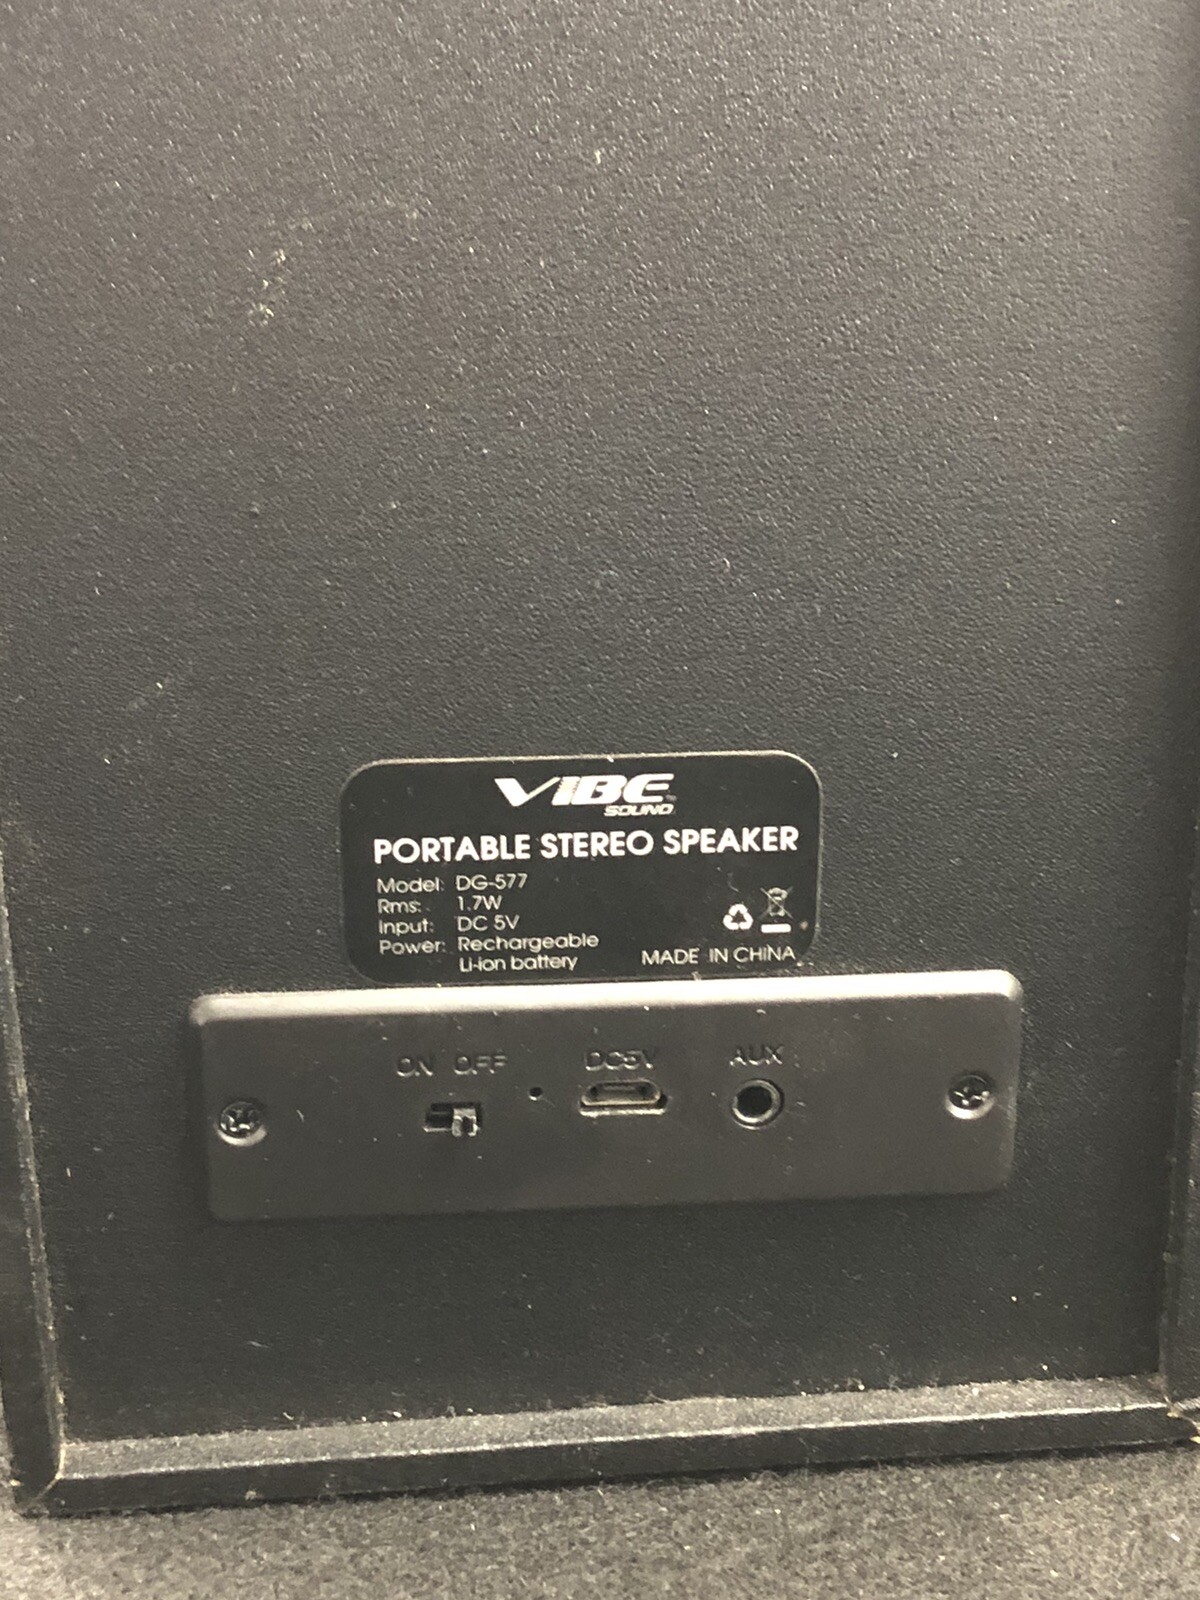 VIBE
SOUND
PORTABLE STEREO SPEAKER
Model: DG-577
Rms: 1.7W
Input: DC 5V
Power: Rechargeable
Li-ion battery
MADE IN CHINA
ON OFF
DC5V
AUX